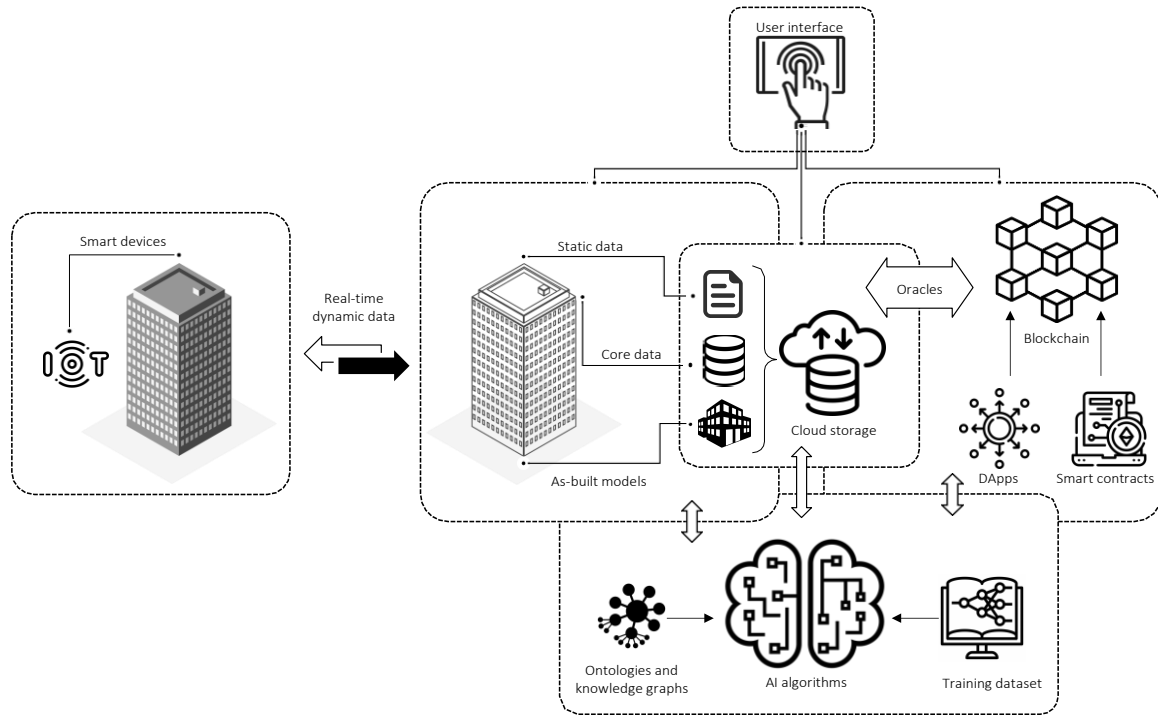 User interface
Smart devices
IOT
Real-time
dynamic data
Static data
Core data
As-built models
Cloud storage
Oracles
Blockchain
DApps
Smart contracts
Ontologies and
knowledge graphs
AI algorithms
Training dataset